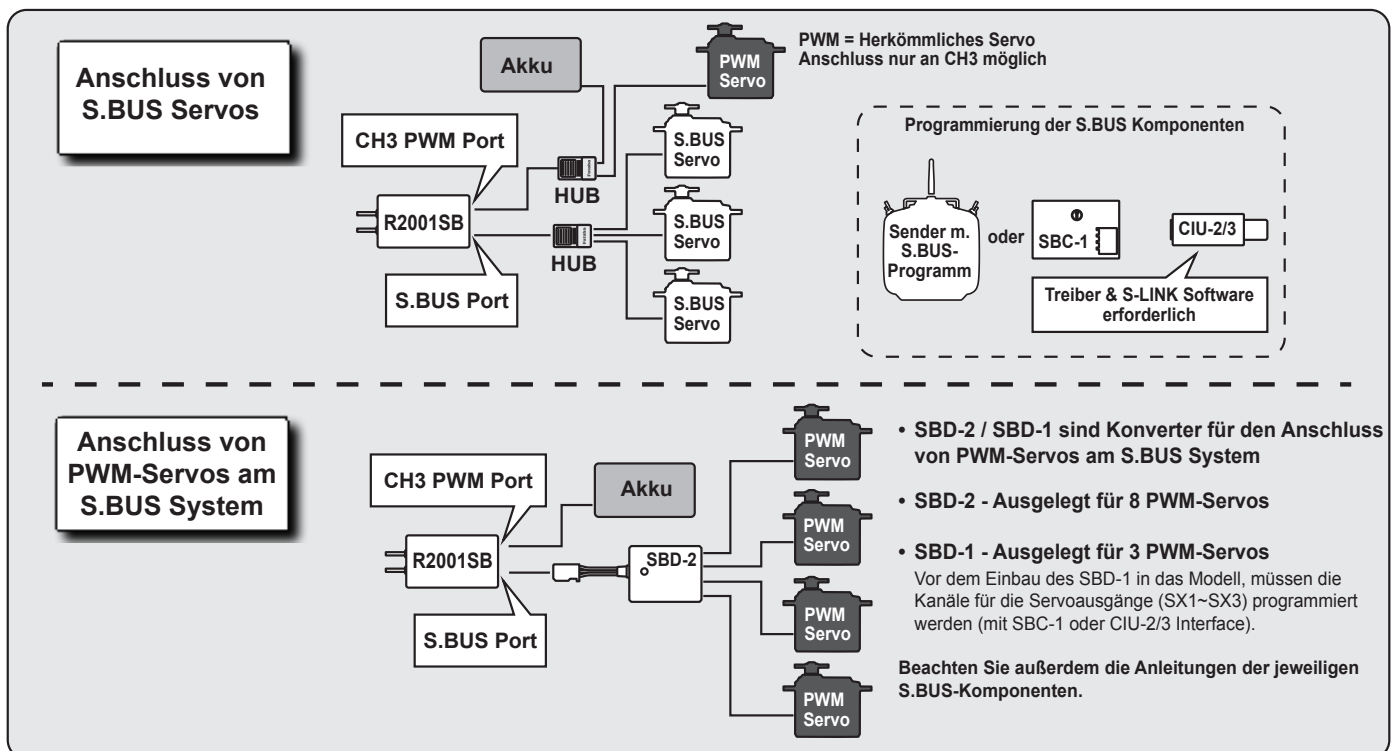 Anschluss von
S.BUS Servos
Akku
PWM
Servo
PWM = Herkömmliches Servo
Anschluss nur an CH3 möglich
CH3 PWM Port
R2001SB
S.BUS Port
HUB
HUB
S.BUS
Servo
S.BUS
Servo
S.BUS
Servo
Programmierung der S.BUS Komponenten
Sender m.
S.BUS-
Programm
oder
SBC-1
CIU-2/3
Treiber & S-LINK Software
erforderlich
Anschluss von
PWM-Servos am
S.BUS System
CH3 PWM Port
Akku
R2001SB
S.BUS Port
SBD-2
PWM
Servo
PWM
Servo
PWM
Servo
PWM
Servo
• SBD-2 / SBD-1 sind Konverter für den Anschluss
von PWM-Servos am S.BUS System
• SBD-2 - Ausgelegt für 8 PWM-Servos
• SBD-1 - Ausgelegt für 3 PWM-Servos
Vor dem Einbau des SBD-1 in das Modell, müssen die
Kanäle für die Servoausgänge (SX1~SX3) programmiert
werden (mit SBC-1 oder CIU-2/3 Interface).
Beachten Sie außerdem die Anleitungen der jeweiligen
S.BUS-Komponenten.